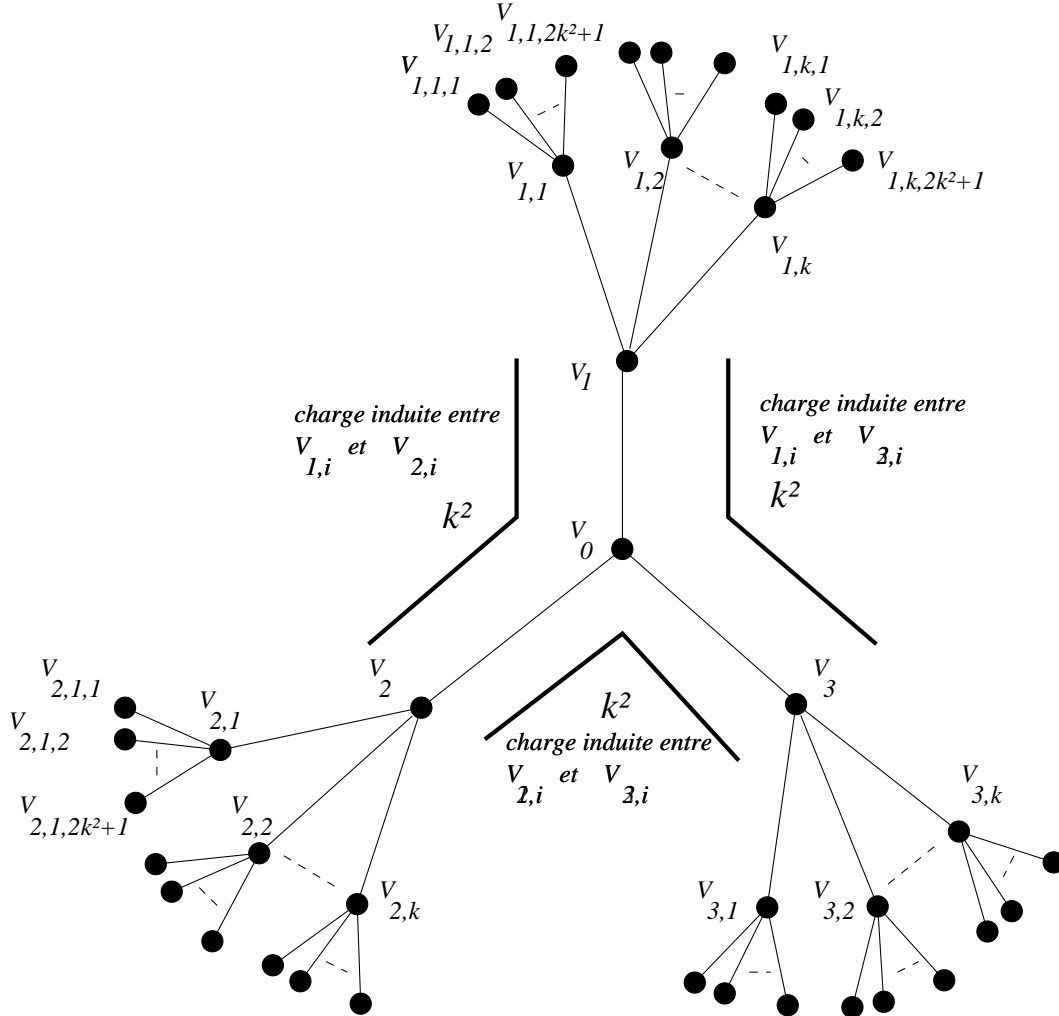 V1,1,2k²+1
V1,1,2
V1,1,1
V1,k,1
V1,k,2
V1,k,2k²+1
V1,1
V1,2
V1,k
V1
charge induite entre
V1,i et V2,i
k²
charge induite entre
V1,i et V3,i
k²
V0
V2
V3
V2,1,1
V2,1,2
V2,1
V2,1,2k²+1
V2,2
V2,k
k²
charge induite entre
V2,i et V3,i
V3,k
V3,1
V3,2